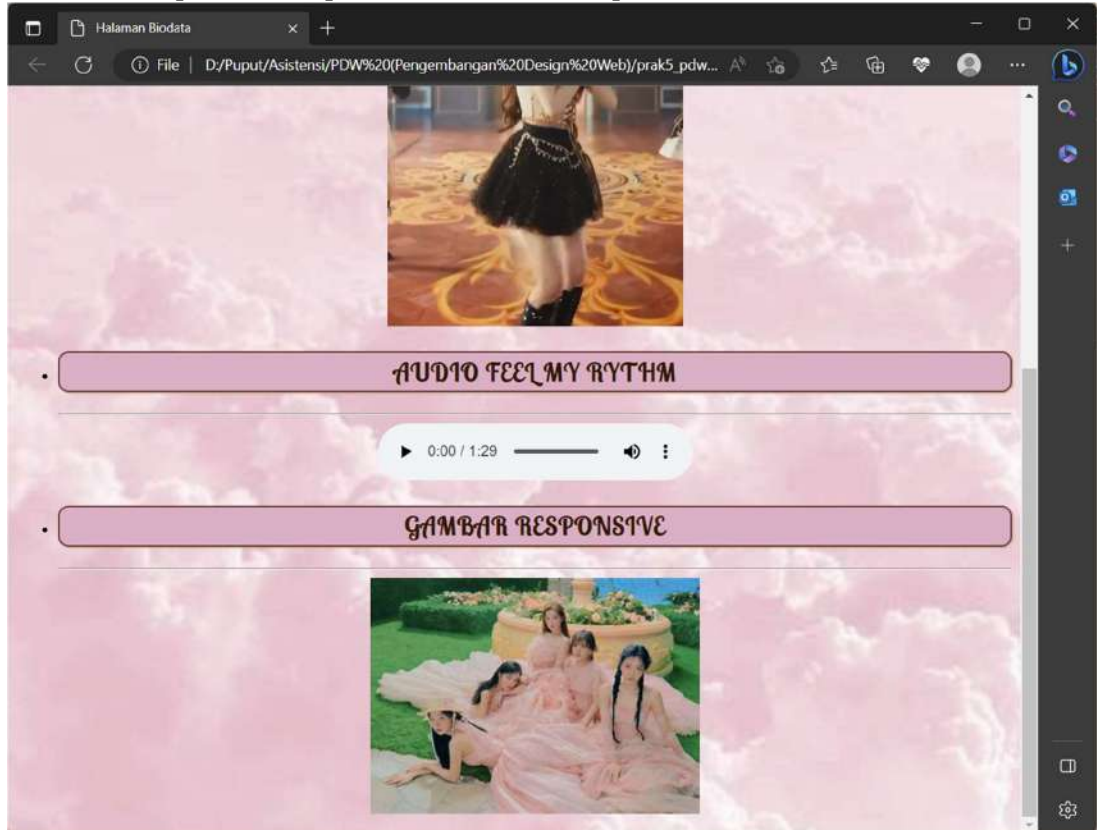 Halaman Biodata
File | D:/Puput/Asistensi/PDW%20(Pengembangan%20Design%20Web)/prak5_pdw...
AUDIO FEEL MY RYTHM
0:00 / 1:29
GAMBAR RESPONSIVE